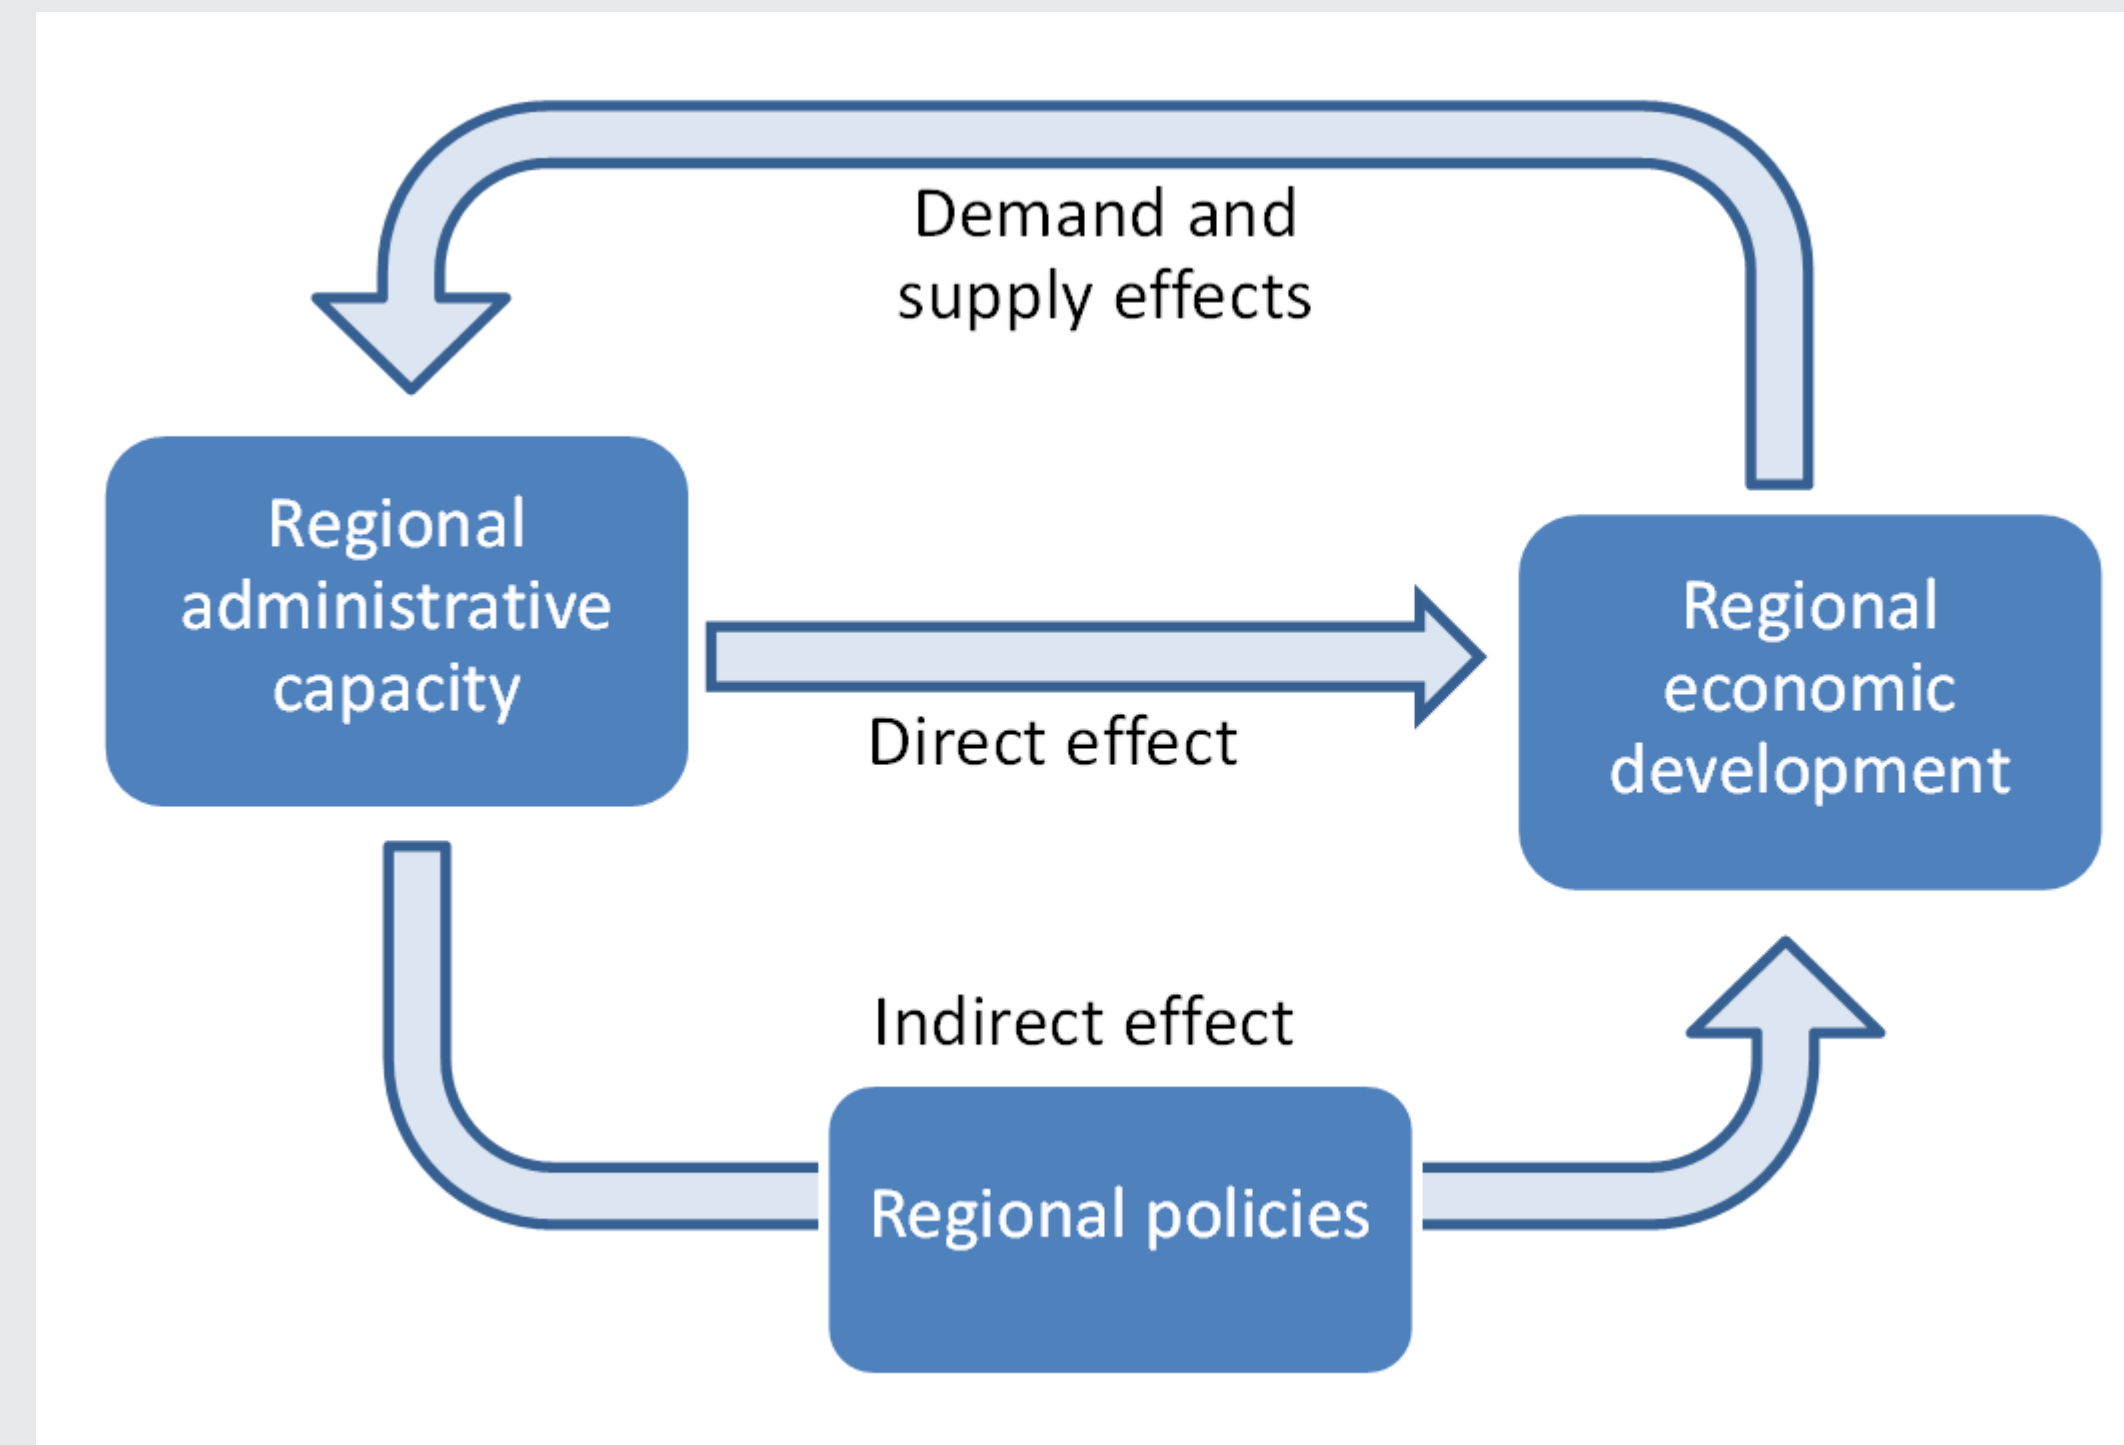 Demand and
supply effects
Regional
administrative
capacity
Direct effect
Regional
economic
development
Indirect effect
Regional policies